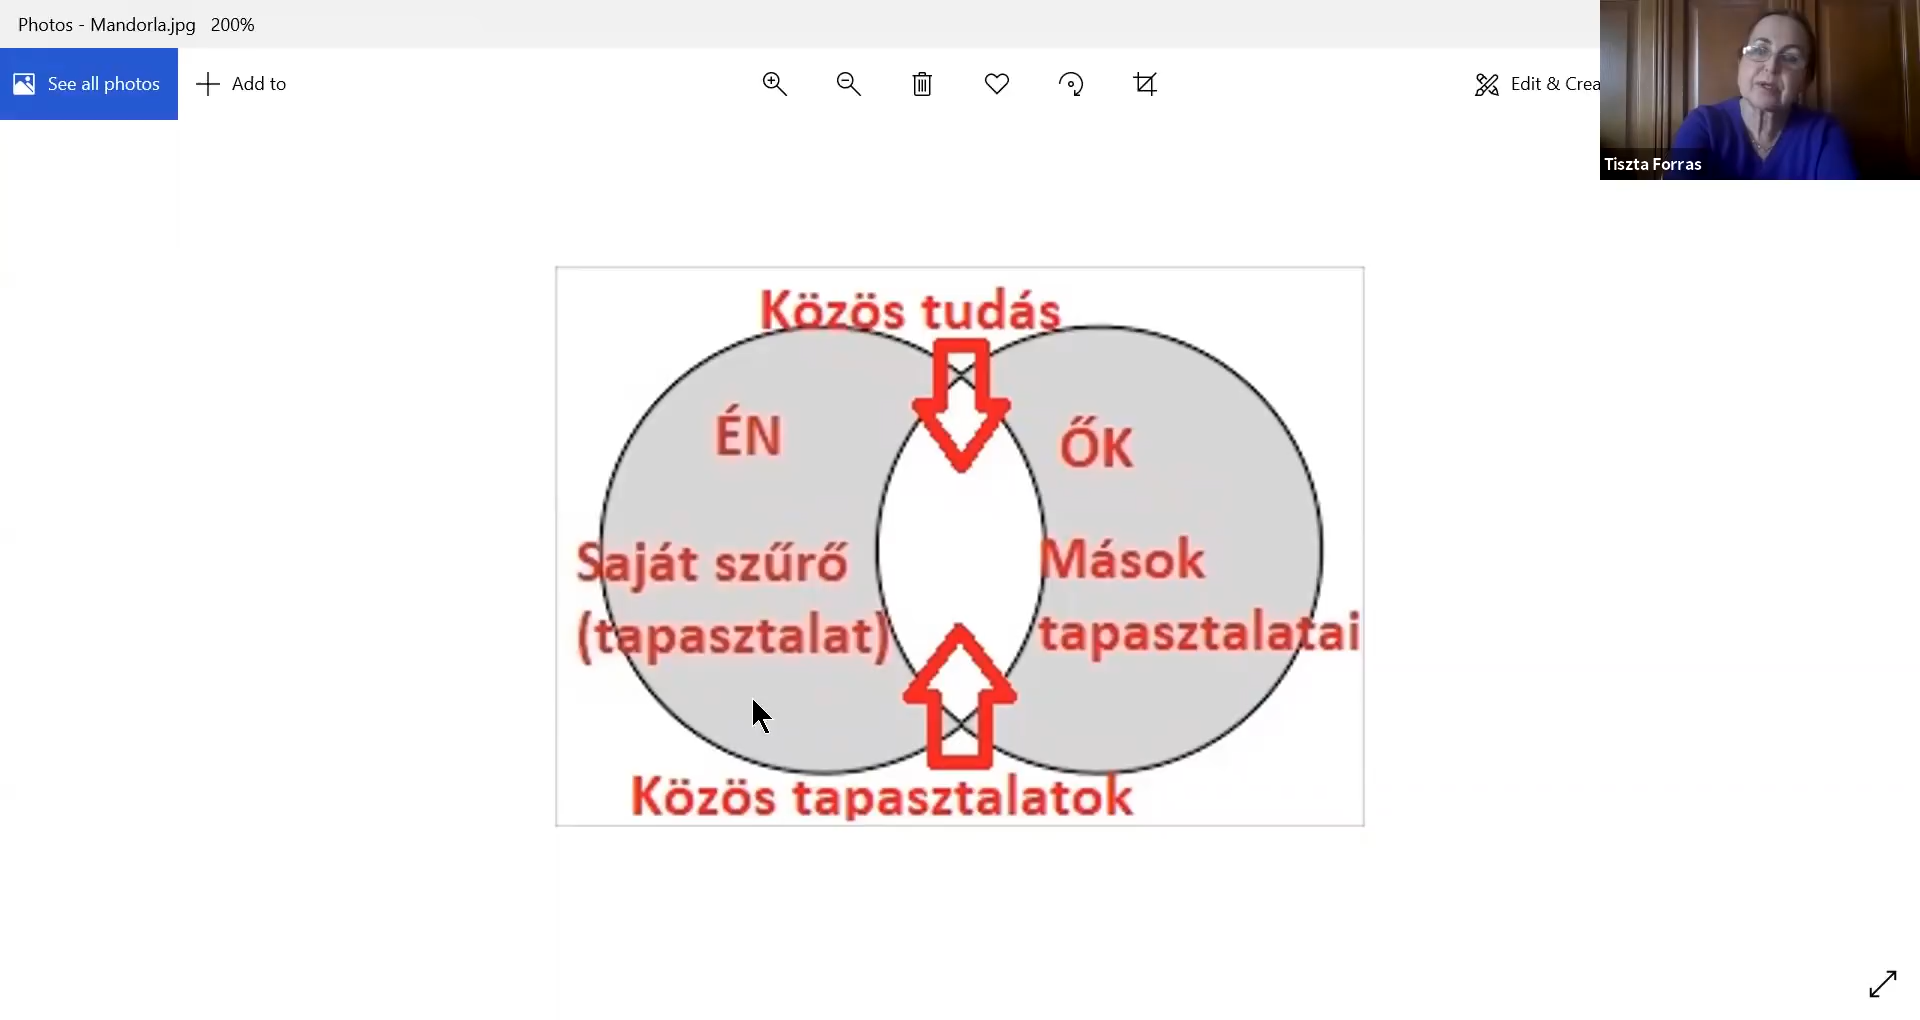 Photos - Mandorla.jpg 200%
See all photos
Add to
Edit & Crea
Tiszta Forras
Közös tudás
ÉN
ŐK
Saját szűrő
(tapasztalat)
Mások
tapasztalatai
Közös tapasztalatok